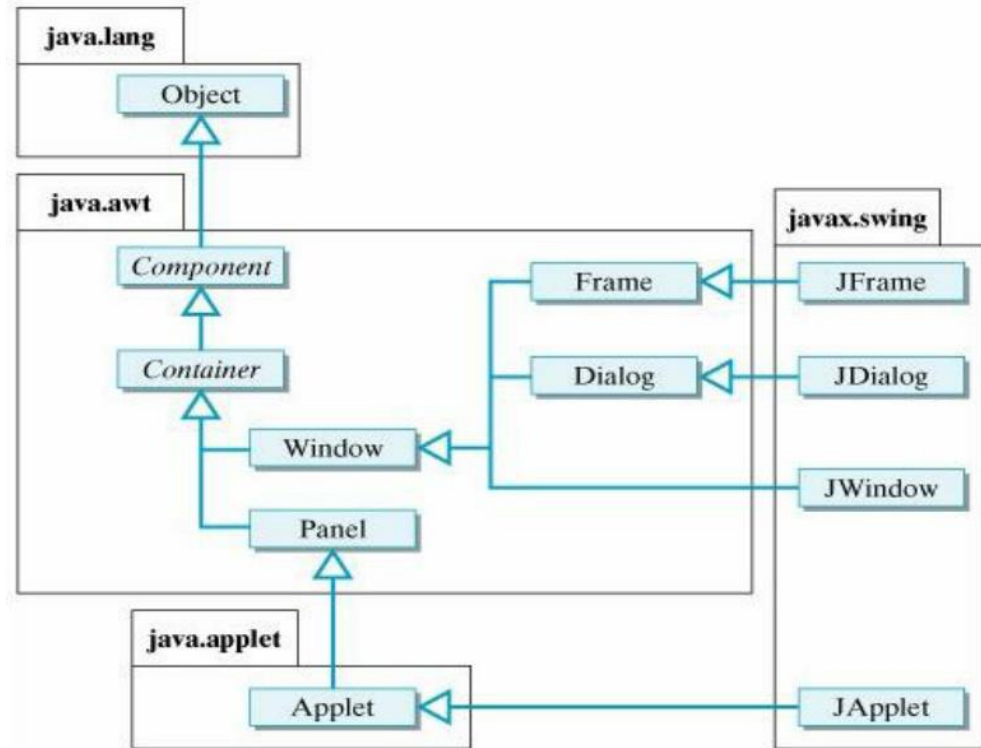 java.lang
Object
java.awt
javax.swing
Component
Frame
JFrame
Container
Dialog
JDialog
Window
JWindow
Panel
java.applet
Applet
JApplet